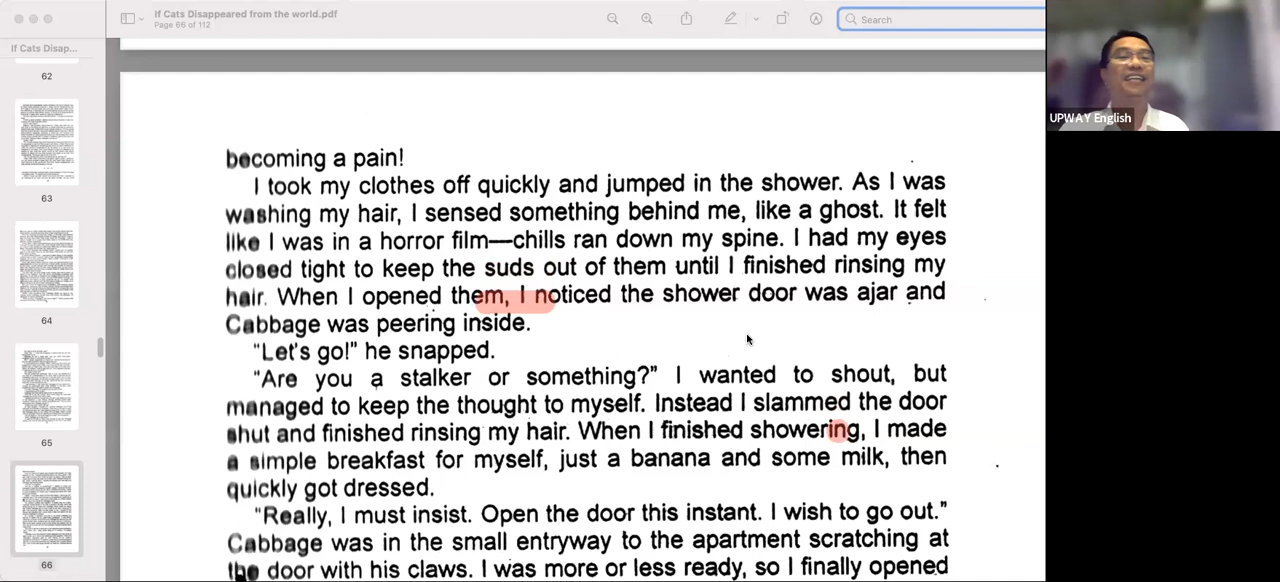 If Cats Disappeared from the world.pdf
Page 66 of 112
Search
If Cats Disap...
62
63
64
65
66
UPWAY English
becoming a pain!
I took my clothes off quickly and jumped in the shower. As I was
washing my hair, I sensed something behind me, like a ghost. It felt
like I was in a horror film—chills ran down my spine. I had my eyes
closed tight to keep the suds out of them until I finished rinsing my
hair. When I opened them, I noticed the shower door was ajar and
Cabbage was peering inside.
"Let's go!" he snapped.
"Are you a stalker or something?" I wanted to shout, but
managed to keep the thought to myself. Instead I slammed the door
shut and finished rinsing my hair. When I finished showering, I made
a simple breakfast for myself, just a banana and some milk, then
quickly got dressed.
"Really, I must insist. Open the door this instant. I wish to go out."
Cabbage was in the small entryway to the apartment scratching at
the door with his claws. I was more or less ready, so I finally opened